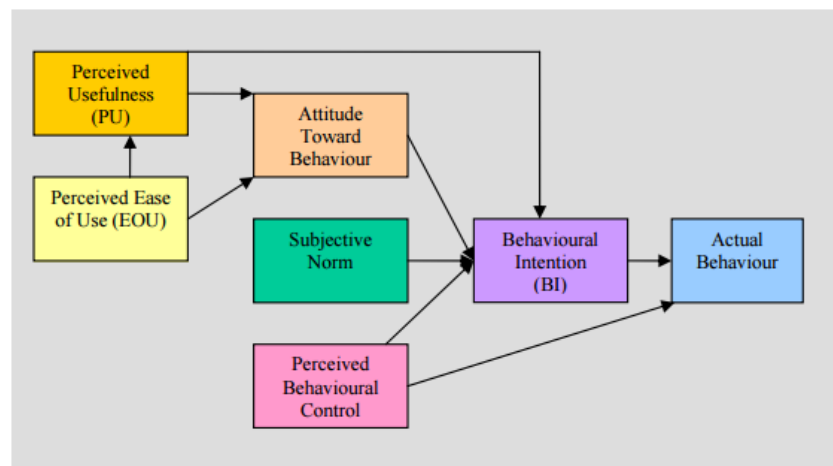 Perceived
Usefulness
(PU)
Attitude
Toward
Behaviour
Perceived Ease
of Use (EOU)
Subjective
Norm
Behavioural
Intention
(BI)
Actual
Behaviour
Perceived
Behavioural
Control